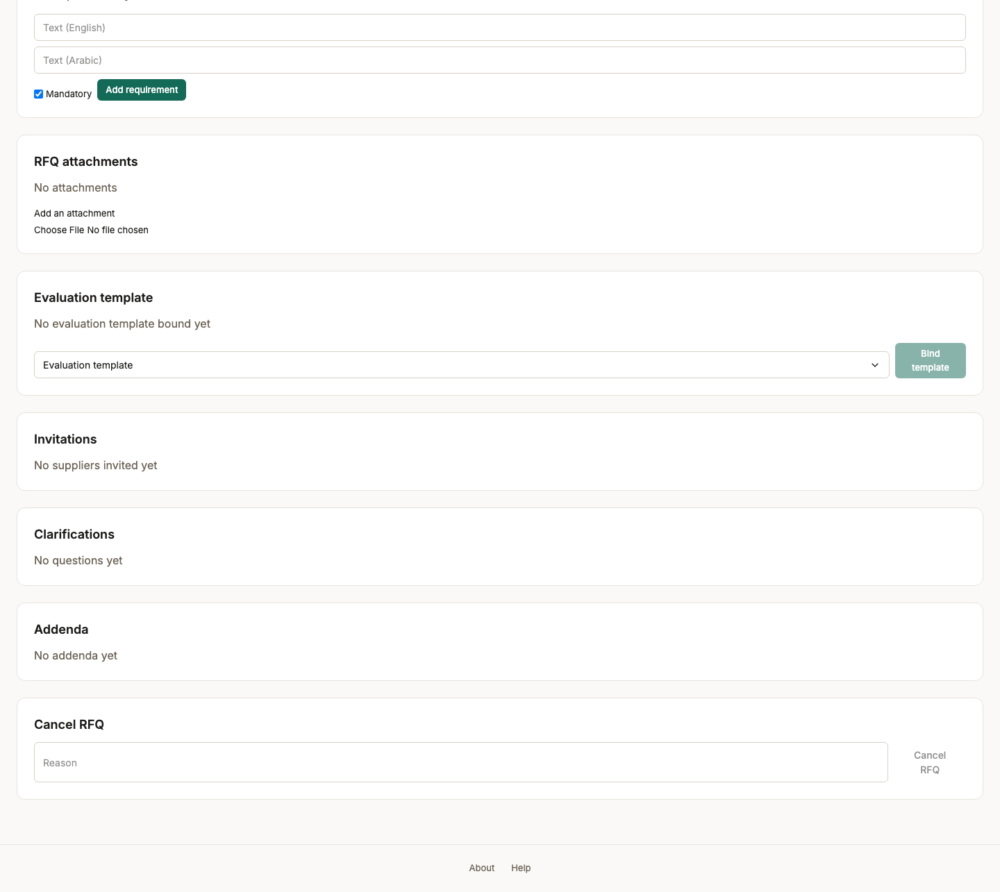 Text (English)
Text (Arabic)
Mandatory
Add requirement
RFQ attachments
No attachments
Add an attachment
Choose File No file chosen
Evaluation template
No evaluation template bound yet
Evaluation template
Bind
template
Invitations
No suppliers invited yet
Clarifications
No questions yet
Addenda
No addenda yet
Cancel RFQ
Reason
Cancel
RFQ
About
Help